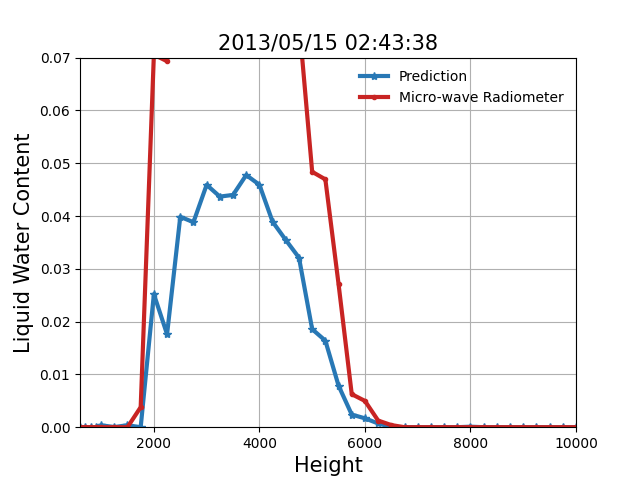 2013/05/15 02:43:38
Prediction
Micro-wave Radiometer
Liquid Water Content
0.07
0.06
0.05
0.04
0.03
0.02
0.01
0.00
2000 4000 6000 8000 10000
Height